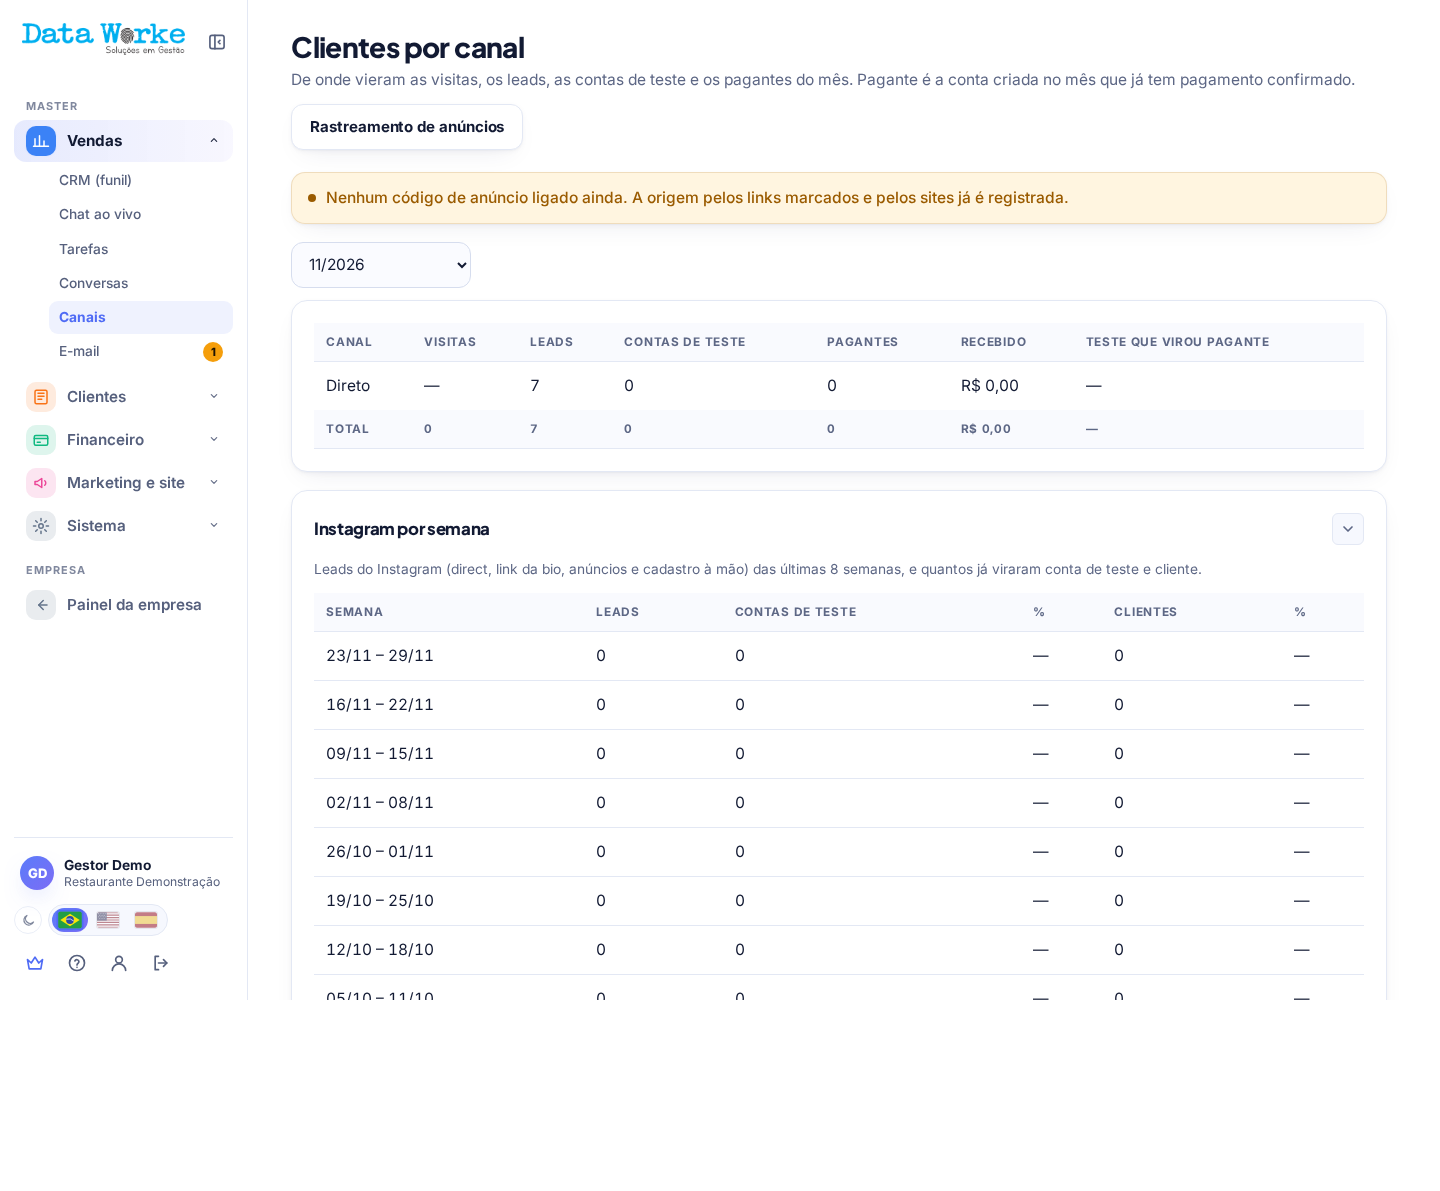 Data Worke
Soluções em Gestão
MASTER
Vendas
CRM (funil)
Chat ao vivo
Tarefas
Conversas
Canais
E-mail 1
Clientes
Financeiro
Marketing e site
Sistema
EMPRESA
Painel da empresa
GD Gestor Demo
Restaurante Demonstração
Clientes por canal
De onde vieram as visitas, os leads, as contas de teste e os pagantes do mês. Pagante é a conta criada no mês que já tem pagamento confirmado.
Rastreamento de anúncios
Nenhum código de anúncio ligado ainda. A origem pelos links marcados e pelos sites já é registrada.
11/2026
CANAL VISITAS LEADS CONTAS DE TESTE PAGANTES RECEBIDO TESTE QUE VIROU PAGANTE
Direto — 7 0 0 R$ 0,00 —
TOTAL 0 7 0 0 R$ 0,00 —
Instagram por semana
Leads do Instagram (direct, link da bio, anúncios e cadastro à mão) das últimas 8 semanas, e quantos já viraram conta de teste e cliente.
SEMANA LEADS CONTAS DE TESTE % CLIENTES %
23/11 – 29/11 0 0 — 0 —
16/11 – 22/11 0 0 — 0 —
09/11 – 15/11 0 0 — 0 —
02/11 – 08/11 0 0 — 0 —
26/10 – 01/11 0 0 — 0 —
19/10 – 25/10 0 0 — 0 —
12/10 – 18/10 0 0 — 0 —
05/10 – 11/10 0 0 — 0 —